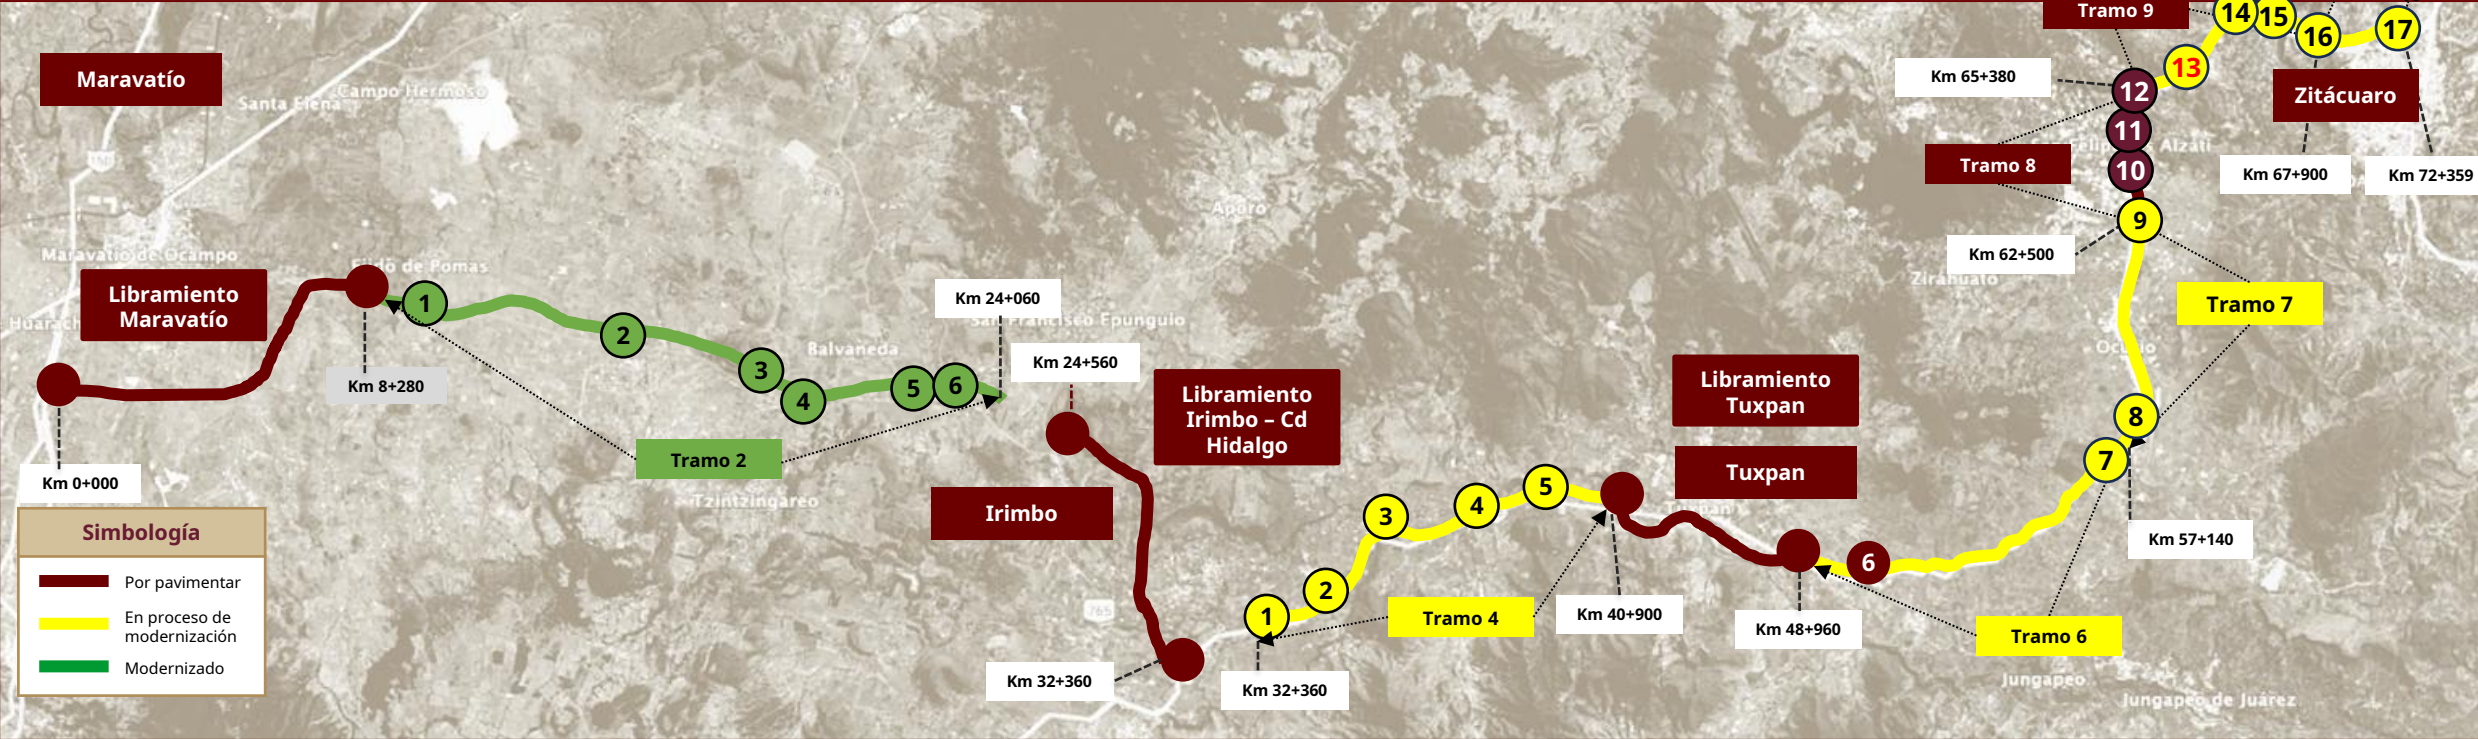 Tramo 9
14
15
16
17
13
Maravatío
Km 65+380
12
Zitácuaro
Santa Elena
Campo Hermoso
11
Tramo 8
10
Km 67+900
Km 72+359
Aporo
9
Km 62+500
Maravatío de Ocampo
Ziráhuato
Libramiento
Maravatío
1
2
3
4
5
6
Km 24+060
San Francisco Epunguio
Tramo 7
Balvaneda
Km 24+560
Km 8+280
Libramiento
Irimbo – Cd
Hidalgo
Libramiento
Tuxpan
8
7
Tramo 2
Tuxpan
Km 0+000
Tzintzingareo
Irimbo
1
2
3
4
5
6
Km 57+140
Simbología
Por pavimentar
En proceso de
modernización
Modernizado
765
Tramo 4
Km 40+900
Km 48+960
Tramo 6
Km 32+360
Km 32+360
Jungapeo
Jungapeo de Juárez